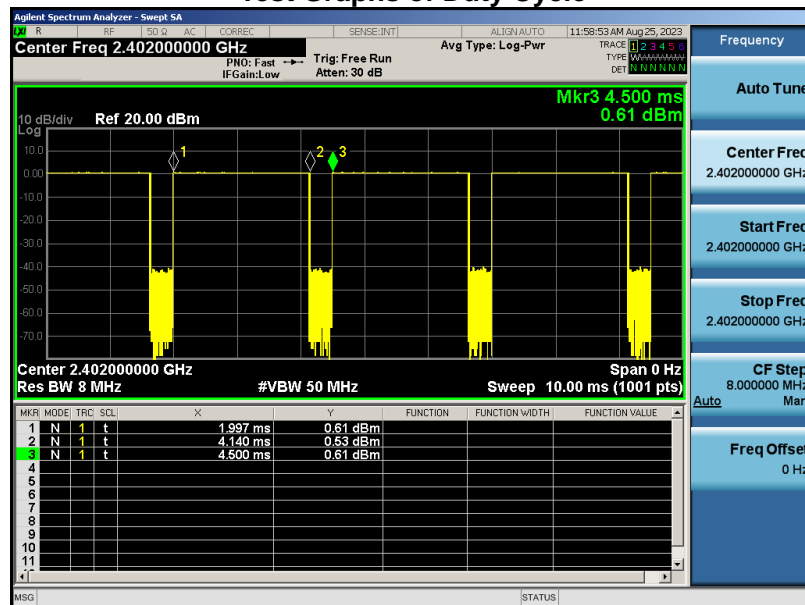 Test Graphs of Duty Cycle
Agilent Spectrum Analyzer - Swept SA
LXI R RF 50 Ω AC CORREC SENSE:INT ALIGN AUTO 11:58:53 AM Aug 25, 2023
Center Freq 2.402000000 GHz
PNO: Fast
IFGain:Low
Trig: Free Run
Atten: 30 dB
Avg Type: Log-Pwr
TRACE 1 2 3 4 5 6
TYPE
DET N N N N N N
Mkr3 4.500 ms
0.61 dBm
10 dB/div Ref 20.00 dBm
Log
10.0
0.00
-10.0
-20.0
-30.0
-40.0
-50.0
-60.0
-70.0
1
2
3
Center 2.402000000 GHz Span 0 Hz
Res BW 8 MHz #VBW 50 MHz Sweep 10.00 ms (1001 pts)
MKR MODE TRC SCL X Y FUNCTION FUNCTION WIDTH FUNCTION VALUE
1 N 1 t 1.997 ms 0.61 dBm
2 N 1 t 4.140 ms 0.53 dBm
3 N 1 t 4.500 ms 0.61 dBm
4
5
6
7
8
9
10
11
MSG STATUS
Frequency
Auto Tune
Center Freq
2.402000000 GHz
Start Freq
2.402000000 GHz
Stop Freq
2.402000000 GHz
CF Step
8.000000 MHz
Auto Man
Freq Offset
0 Hz